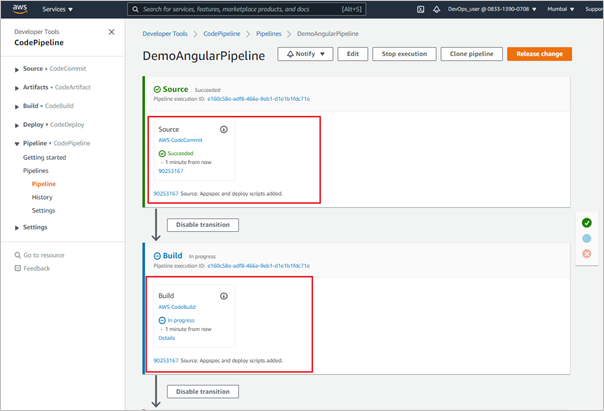 aws Services ▼ Search for services, features, marketplace products, and docs [Alt+S] DevOps_user @ 0833-1590-0708 ▼ Mumbai ▼ Suppor
Developer Tools
CodePipeline
Source • CodeCommit
Artifacts • CodeArtifact
Build • CodeBuild
Deploy • CodeDeploy
Pipeline • CodePipeline
Getting started
Pipelines
Pipeline
History
Settings
Settings
Go to resource
Feedback
Developer Tools > CodePipeline > Pipelines > DemoAngularPipeline
DemoAngularPipeline
Notify ▼ Edit Stop execution Clone pipeline Release change
Source Succeeded
Pipeline execution ID: e160c58e-adf8-466e-9eb1-d1e1b1fdc71e
Source
AWS CodeCommit
Succeeded
- 1 minute from now
90253167
90253167 Source: Appspec and deploy scripts added.
Disable transition
Build In progress
Pipeline execution ID: e160c58e-adf8-466e-9eb1-d1e1b1fdc71e
Build
AWS CodeBuild
In progress
- 1 minute from now
Details
90253167 Source: Appspec and deploy scripts added.
Disable transition